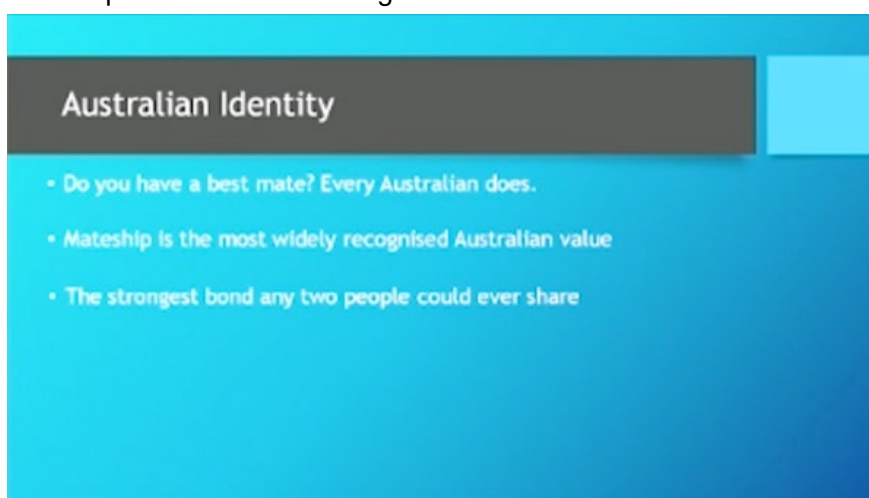 Australian Identity
• Do you have a best mate? Every Australian does.
• Mateship is the most widely recognised Australian value
• The strongest bond any two people could ever share